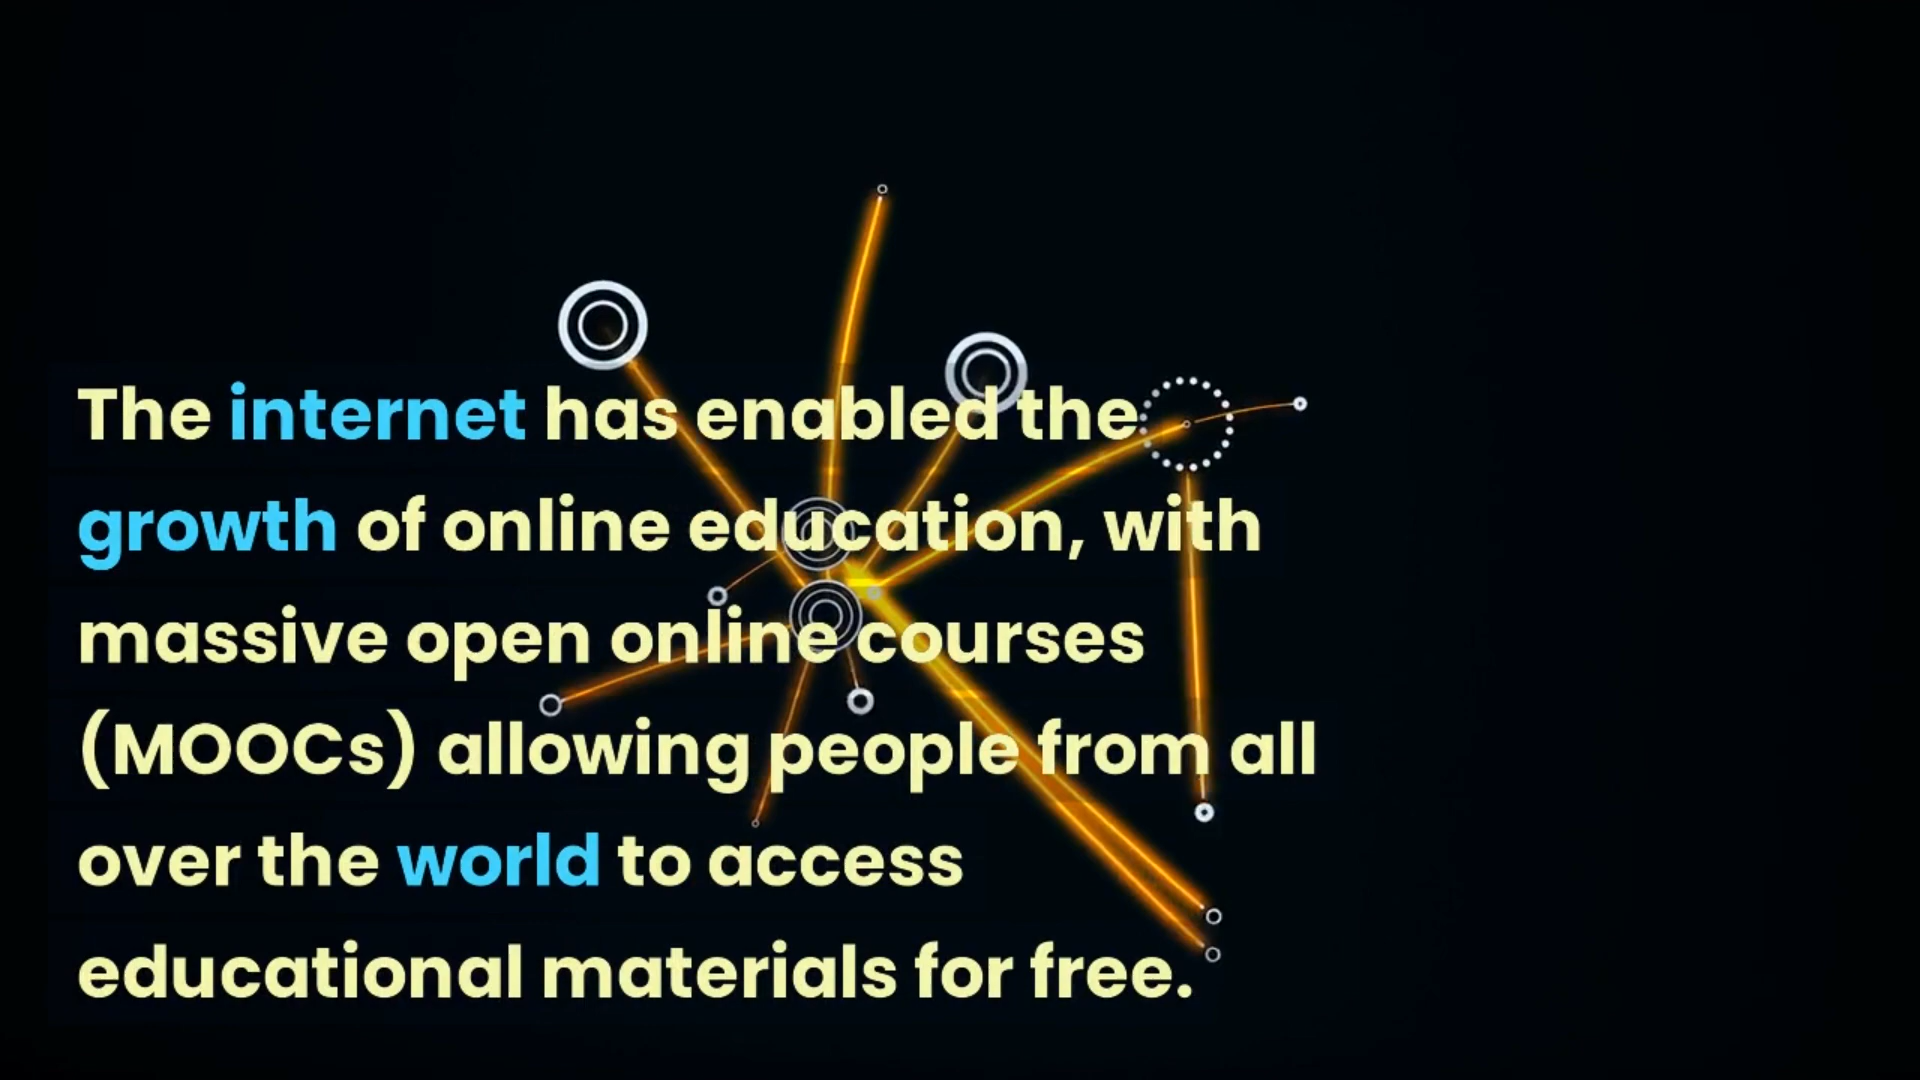 The internet has enabled the
growth of online education, with
massive open online courses
(MOOCs) allowing people from all
over the world to access
educational materials for free.